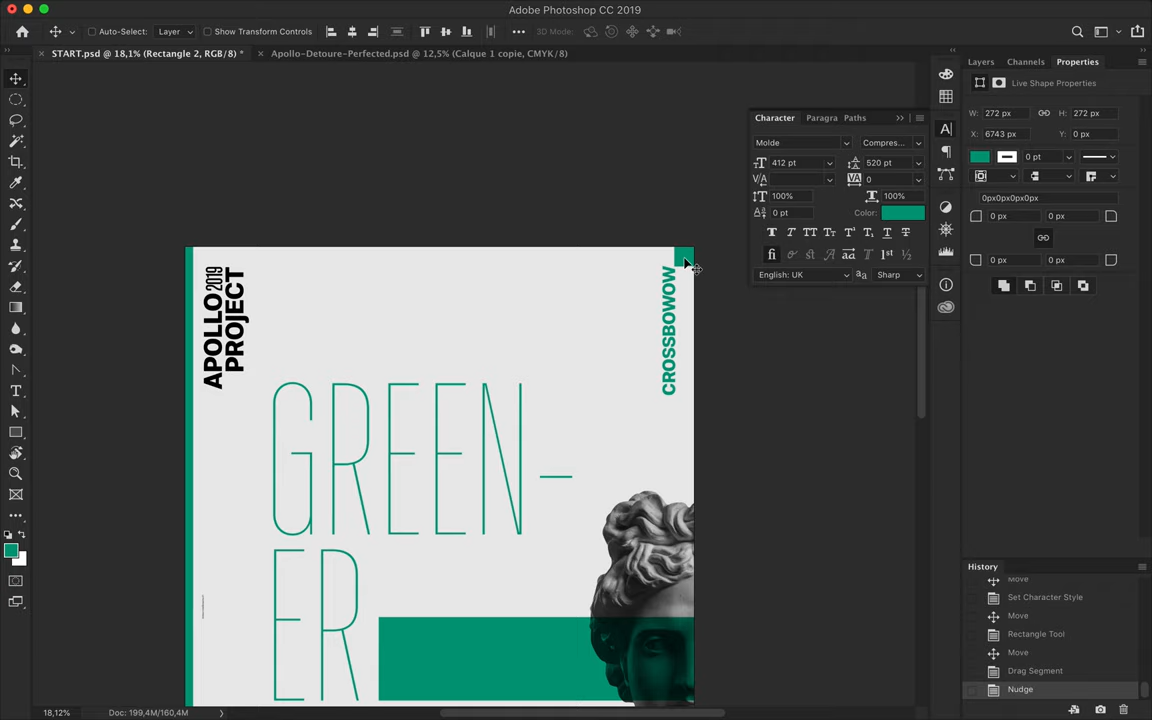 Adobe Photoshop CC 2019
Auto-Select:
Layer
Show Transform Controls
3D Mode:
START.psd @ 18,1% (Rectangle 2, RGB/8) *
Apollo-Detoure-Perfected.psd @ 12,5% (Calque 1 copie, CMYK/8)
Layers
Channels
Properties
Live Shape Properties
W: 272 px
H: 272 px
X: 6743 px
Y: 0 px
0 pt
0px0px0px0px
0 px
0 px
0 px
0 px
Character
Paragra
Paths
Molde
Compres...
412 pt
520 pt
0
100%
100%
0 pt
Color:
English: UK
Sharp
APOLLO 2019
PROJECT
CROSSBOWOW
GREEN–
ER
History
Move
Set Character Style
Move
Rectangle Tool
Move
Drag Segment
Nudge
18,12%
Doc: 199,4M/160,4M